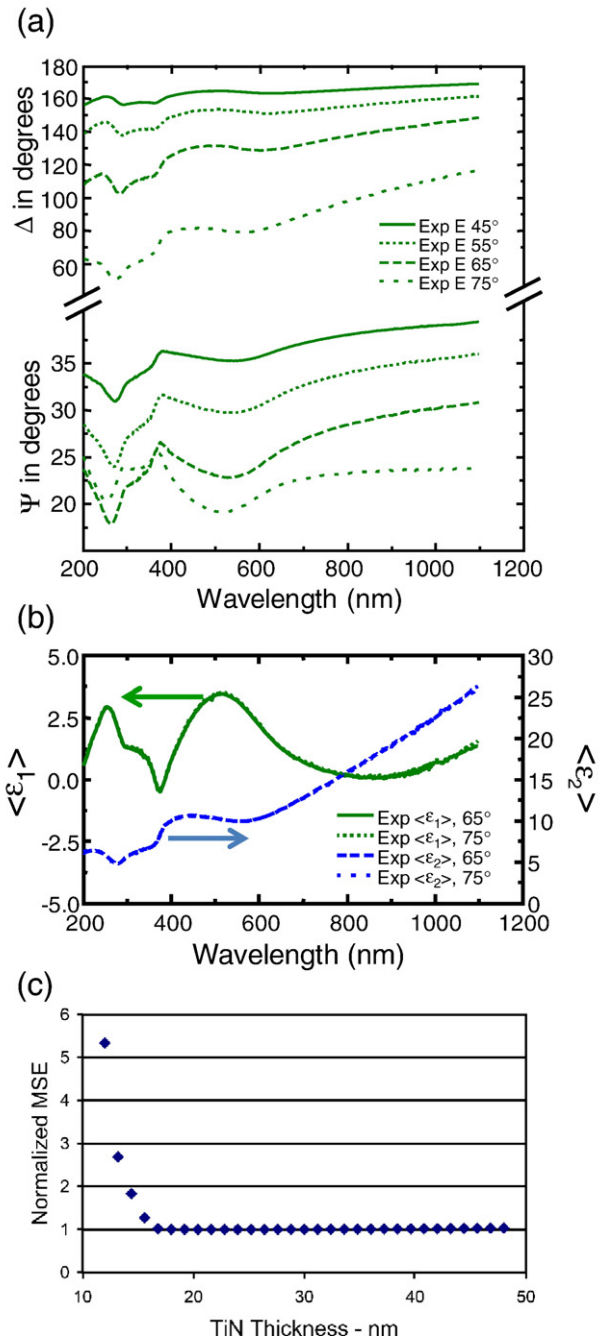 (a)
180
160
140
120
100
80
60
Δ in degrees
Exp E 45°
Exp E 55°
Exp E 65°
Exp E 75°
35
30
25
20
Ψ in degrees
200 400 600 800 1000 1200
Wavelength (nm)
(b)
5.0
2.5
0.0
-2.5
-5.0
<ε1>
30
25
20
15
10
5
0
<ε2>
Exp <ε1>, 65°
Exp <ε1>, 75°
Exp <ε2>, 65°
Exp <ε2>, 75°
200 400 600 800 1000 1200
Wavelength (nm)
(c)
6
5
4
3
2
1
0
Normalized MSE
10 20 30 40 50
TiN Thickness - nm